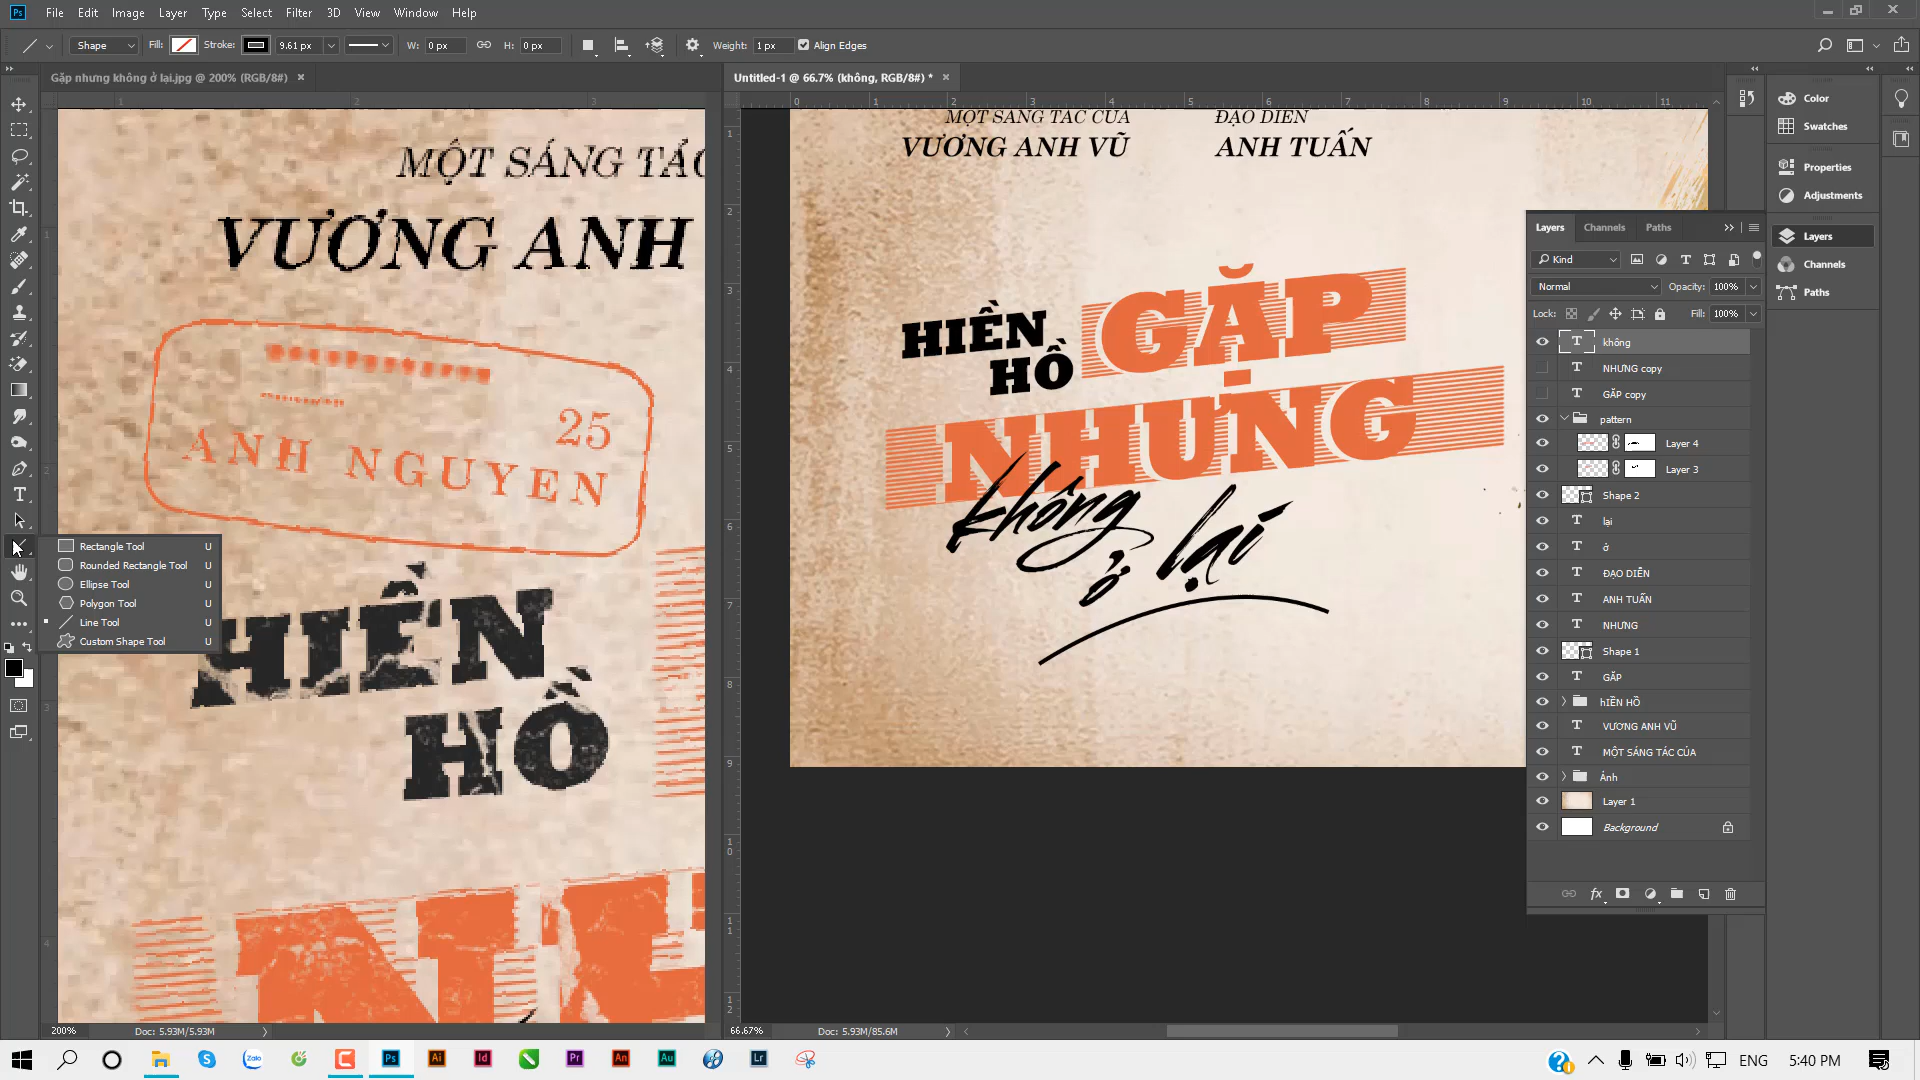 File Edit Image Layer Type Select Filter 3D View Window Help
Shape Fill: Stroke: 9.61 px W: 0 px H: 0 px Weight: 1 px Align Edges
Gặp nhưng không ở lại.jpg @ 200% (RGB/8#) ×
Untitled-1 @ 66.7% (không, RGB/8#) * ×
MỘT SÁNG TÁC
VƯƠNG ANH
25
ANH NGUYEN
HIỀN
HỒ
Rectangle Tool U
Rounded Rectangle Tool U
Ellipse Tool U
Polygon Tool U
Line Tool U
Custom Shape Tool U
MỘT SÁNG TÁC CỦA
VƯƠNG ANH VŨ
ĐẠO DIỄN
ANH TUẤN
HIỀN
HỒ
GẶP
NHƯNG
không
ở lại
Color
Swatches
Properties
Adjustments
Layers
Channels
Paths
Layers Channels Paths
Kind
Normal Opacity: 100%
Lock: Fill: 100%
không
NHƯNG copy
GẶP copy
pattern
Layer 4
Layer 3
Shape 2
lại
ở
ĐẠO DIỄN
ANH TUẤN
NHƯNG
Shape 1
GẶP
hIỀN HỒ
VƯƠNG ANH VŨ
MỘT SÁNG TÁC CỦA
Ảnh
Layer 1
Background
200% Doc: 5.93M/5.93M
66.67% Doc: 5.93M/85.6M
ENG 5:40 PM